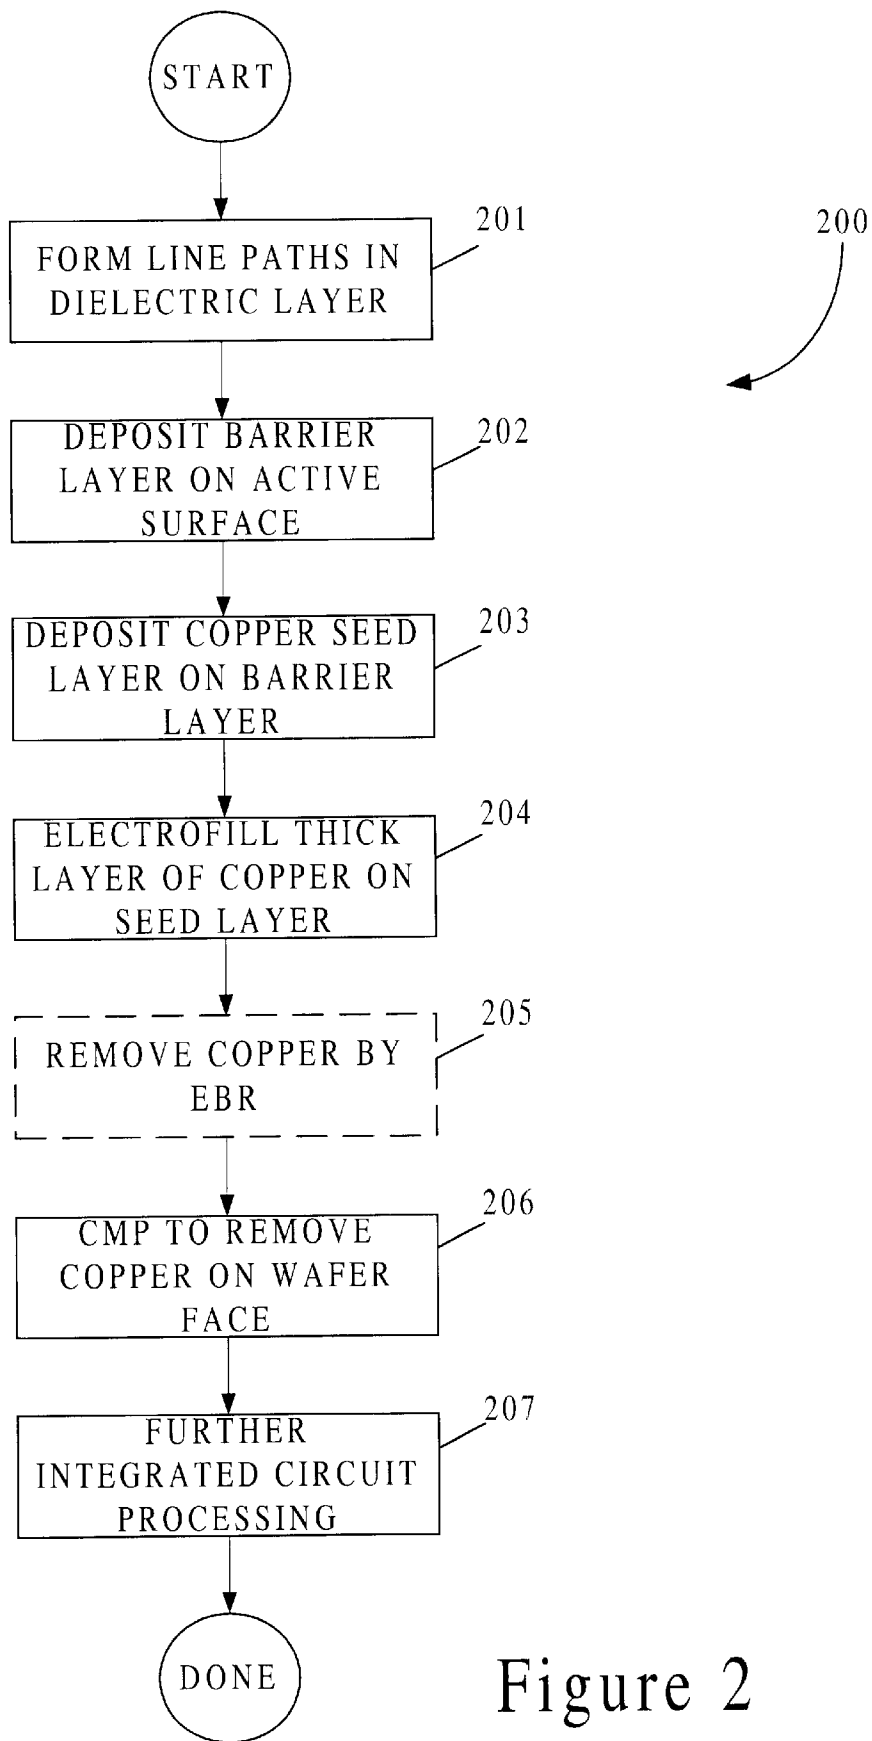 START
201
200
FORM LINE PATHS IN
DIELECTRIC LAYER
202
DEPOSIT BARRIER
LAYER ON ACTIVE
SURFACE
203
DEPOSIT COPPER SEED
LAYER ON BARRIER
LAYER
204
ELECTROFILL THICK
LAYER OF COPPER ON
SEED LAYER
205
REMOVE COPPER BY
EBR
206
CMP TO REMOVE
COPPER ON WAFER
FACE
207
FURTHER
INTEGRATED CIRCUIT
PROCESSING
DONE
Figure 2